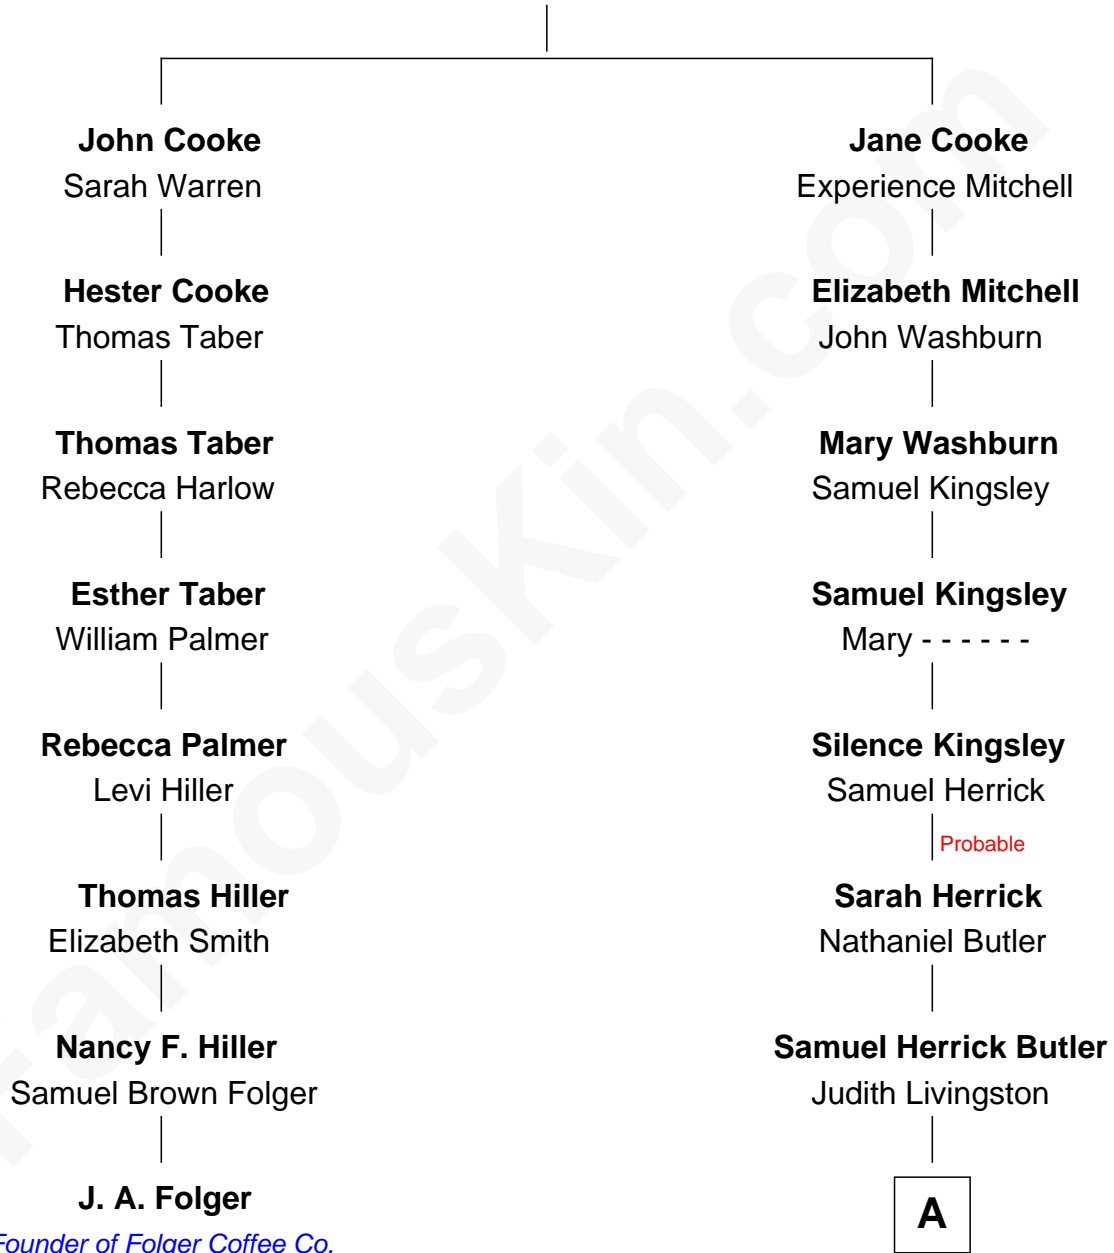 John Cooke
Sarah Warren
Jane Cooke
Experience Mitchell
Hester Cooke
Thomas Taber
Elizabeth Mitchell
John Washburn
Thomas Taber
Rebecca Harlow
Mary Washburn
Samuel Kingsley
Esther Taber
William Palmer
Samuel Kingsley
Mary - - - - - -
Rebecca Palmer
Levi Hiller
Silence Kingsley
Samuel Herrick
Probable
Thomas Hiller
Elizabeth Smith
Sarah Herrick
Nathaniel Butler
Nancy F. Hiller
Samuel Brown Folger
Samuel Herrick Butler
Judith Livingston
J. A. Folger
Founder of Folger Coffee Co.
A
FamousKin.com